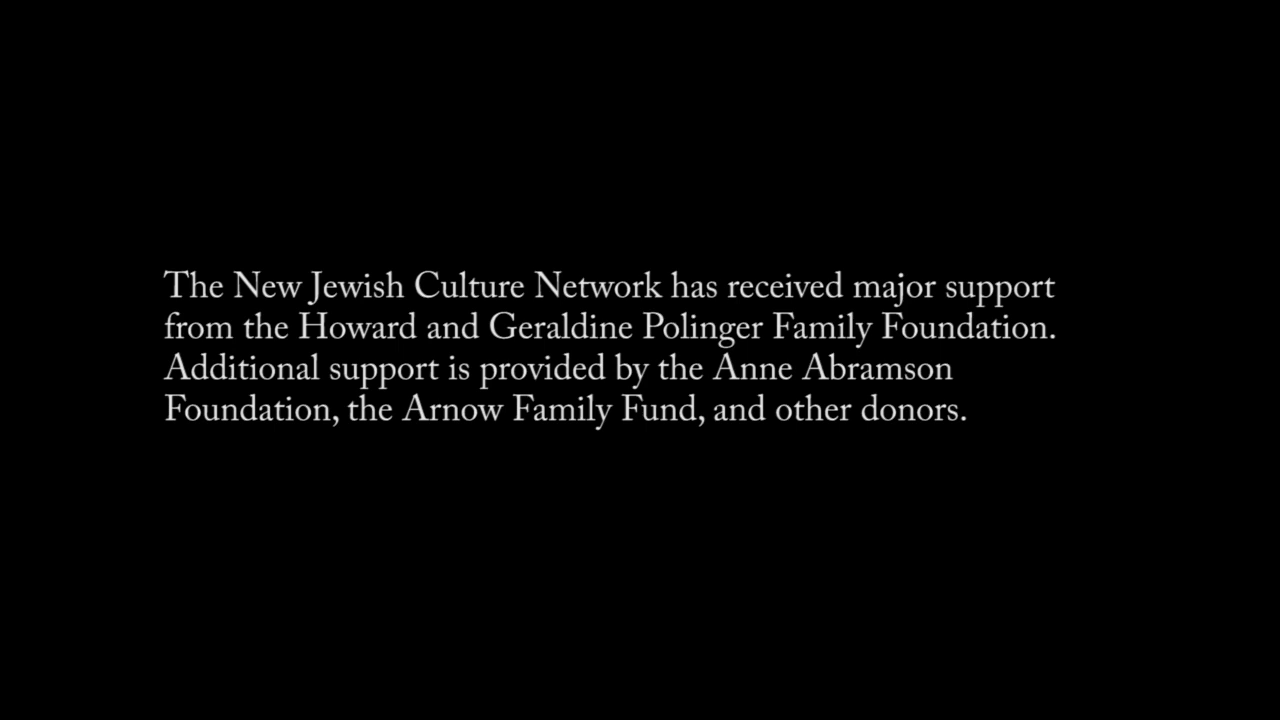 The New Jewish Culture Network has received major support
from the Howard and Geraldine Polinger Family Foundation.
Additional support is provided by the Anne Abramson
Foundation, the Arnow Family Fund, and other donors.